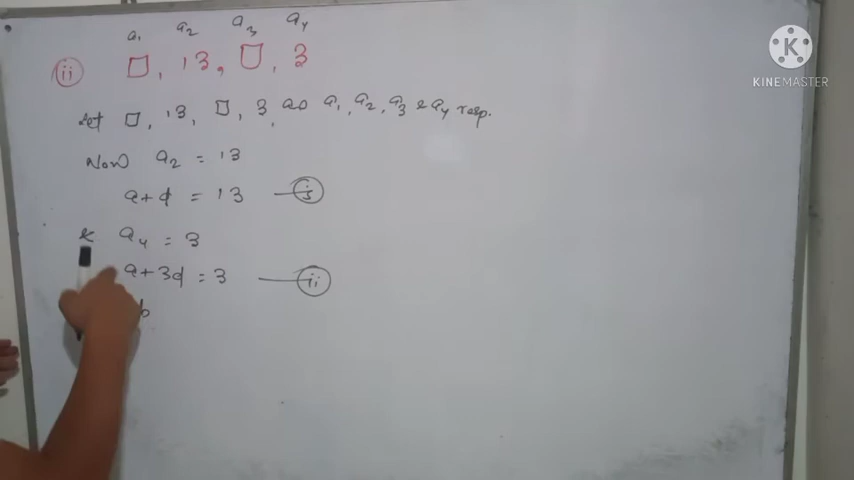 a₁ a₂ a₃ a₄
K
KINEMASTER
(ii) □, 13, □, 3
Let □, 13, □, 3, as a₁, a₂, a₃ & a₄ resp.
Now a₂ = 13
a+d = 13 — (i)
& a₄ = 3
a+3d = 3 — (ii)